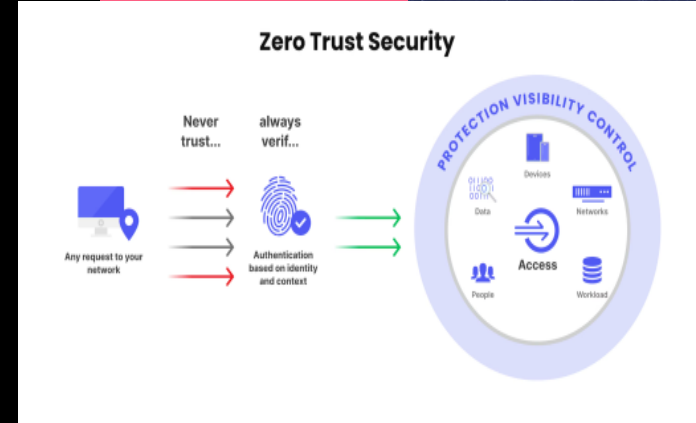 Zero Trust Security
Never
trust...
always
verif...
Any request to your
network
Authentication
based on identity
and context
PROTECTION VISIBILITY CONTROL
Devices
Data
Networks
Access
People
Workload